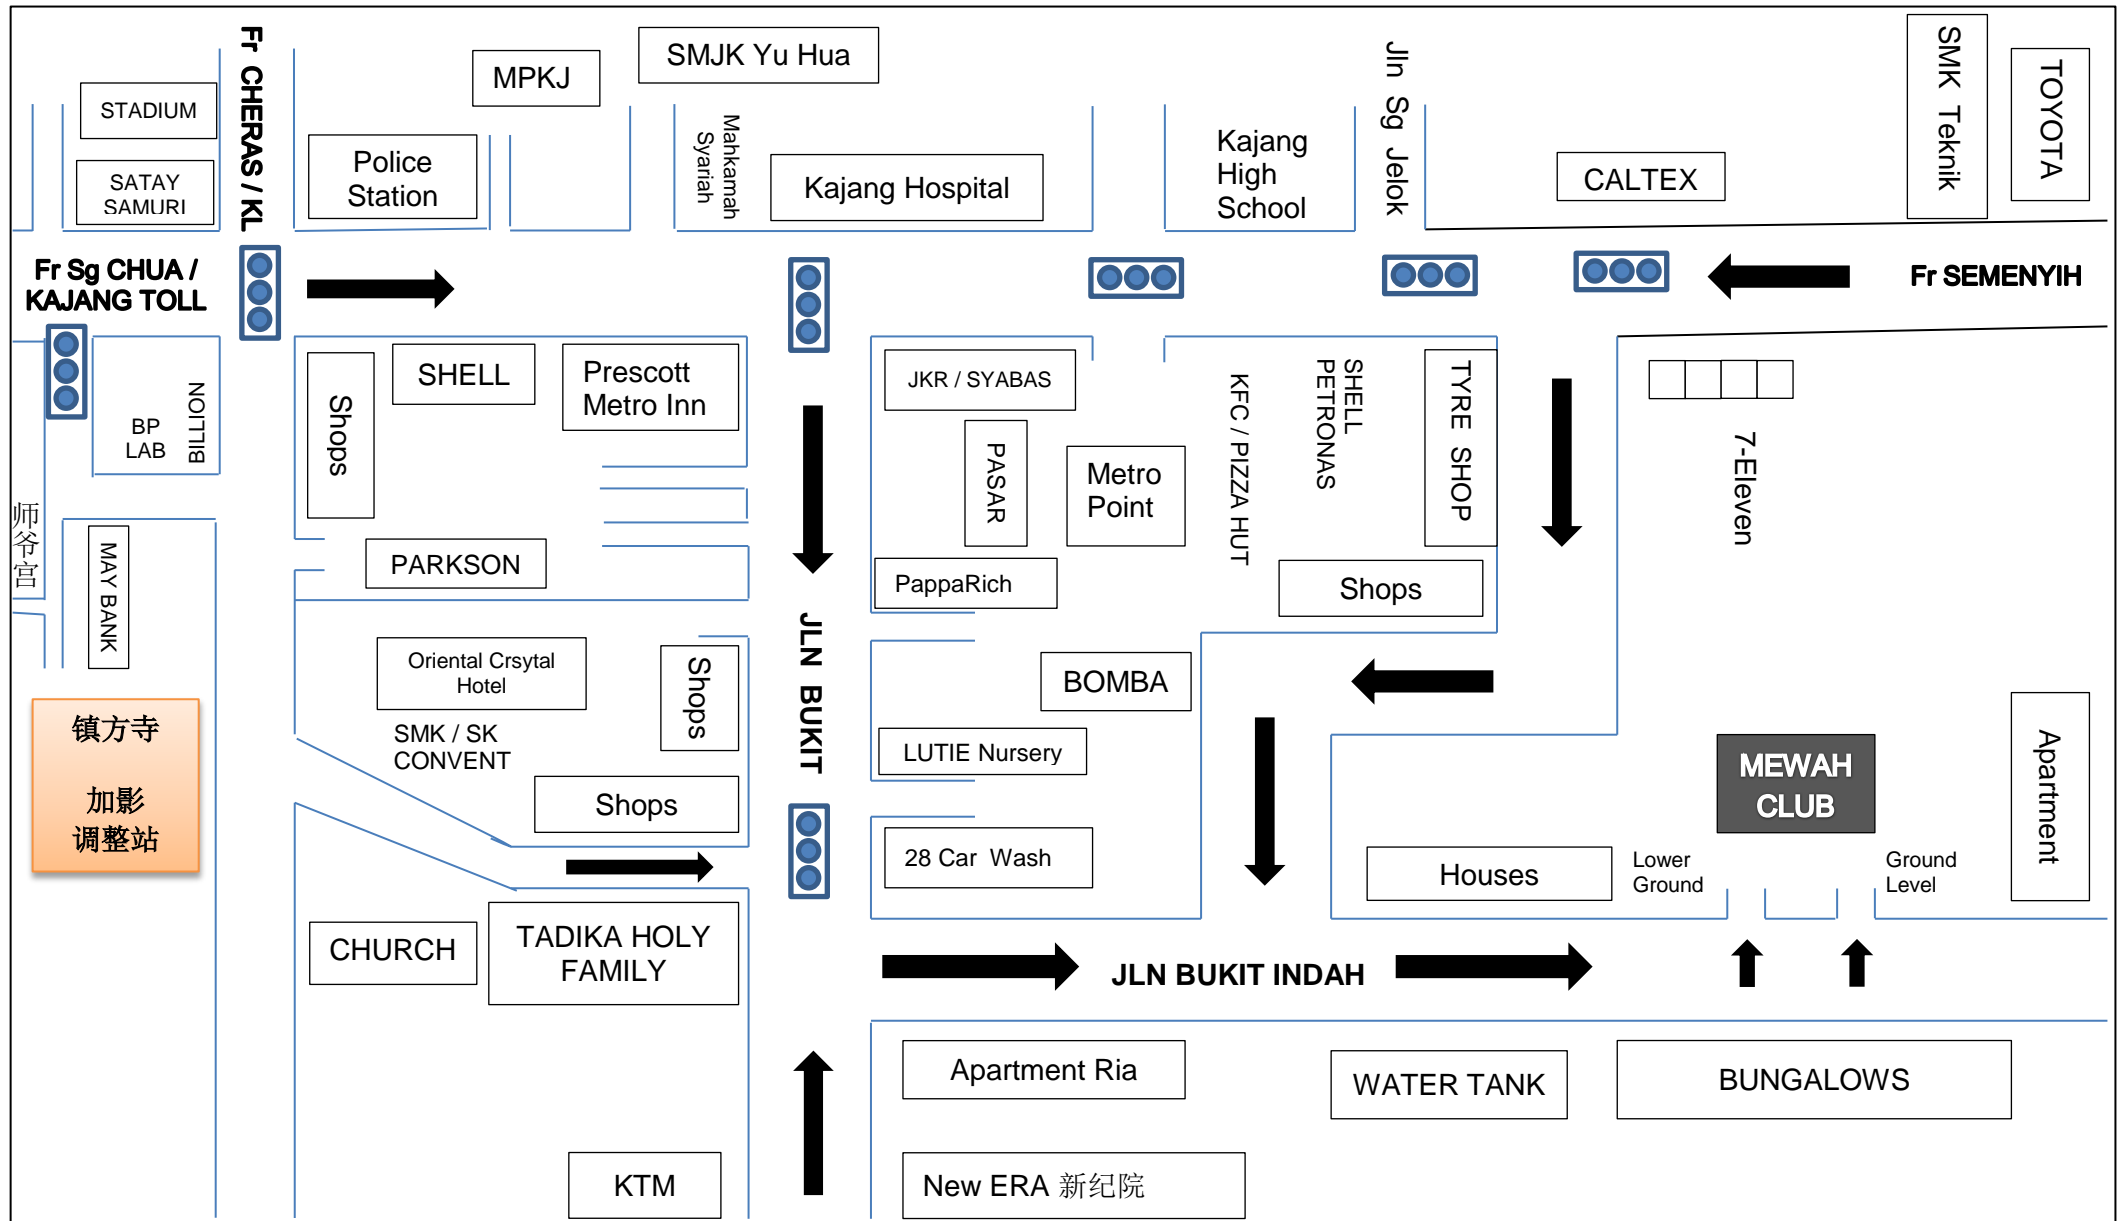 Fr CHERAS / KL
STADIUM
SATAY
SAMURI
Police
Station
MPKJ
SMJK Yu Hua
Mahkamah
Syariah
Kajang Hospital
Kajang
High
School
Jln Sg Jelok
CALTEX
SMK Teknik
TOYOTA
Fr Sg CHUA /
KAJANG TOLL
Fr SEMENYIH
BP
LAB
BILLION
Shops
SHELL
Prescott
Metro Inn
JKR / SYABAS
PASAR
Metro
Point
KFC / PIZZA HUT
SHELL
PETRONAS
TYRE SHOP
7-Eleven
师爷宫
MAY BANK
PARKSON
PappaRich
Shops
JLN BUKIT
Oriental Crsytal
Hotel
Shops
SMK / SK
CONVENT
Shops
BOMBA
LUTIE Nursery
28 Car Wash
镇方寺
加影
调整站
MEWAH
CLUB
Apartment
Houses
Lower
Ground
Ground
Level
CHURCH
TADIKA HOLY
FAMILY
JLN BUKIT INDAH
Apartment Ria
WATER TANK
BUNGALOWS
KTM
New ERA 新纪院